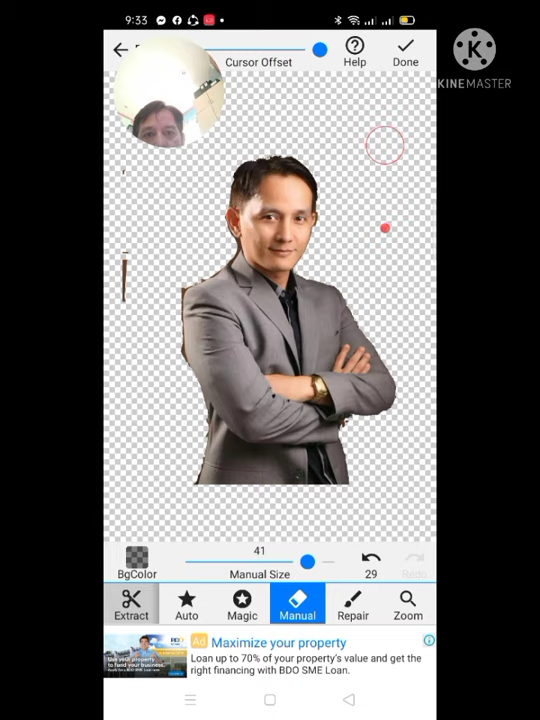 9:33
Cursor Offset
Help
Done
KINEMASTER
41
BgColor
Manual Size
29
Redo
Extract
Auto
Magic
Manual
Repair
Zoom
Ad
Maximize your property
Loan up to 70% of your property's value and get the
right financing with BDO SME Loan.